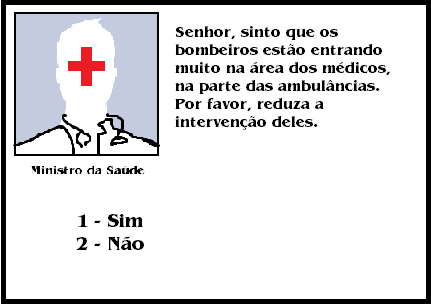 Senhor, sinto que os
bombeiros estão entrando
muito na área dos médicos,
na parte das ambulâncias.
Por favor, reduza a
intervenção deles.
Ministro da Saúde
1 - Sim
2 - Não